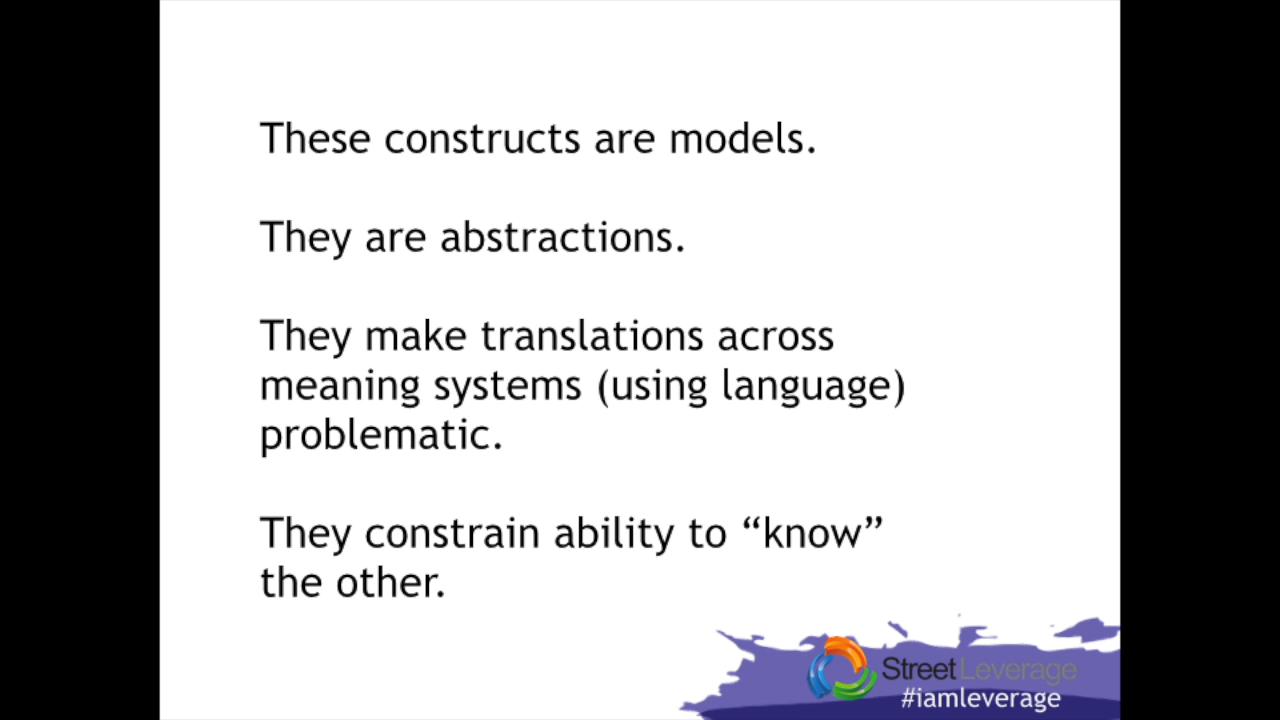 These constructs are models.
They are abstractions.
They make translations across
meaning systems (using language)
problematic.
They constrain ability to “know”
the other.
StreetLeverage
#iamleverage